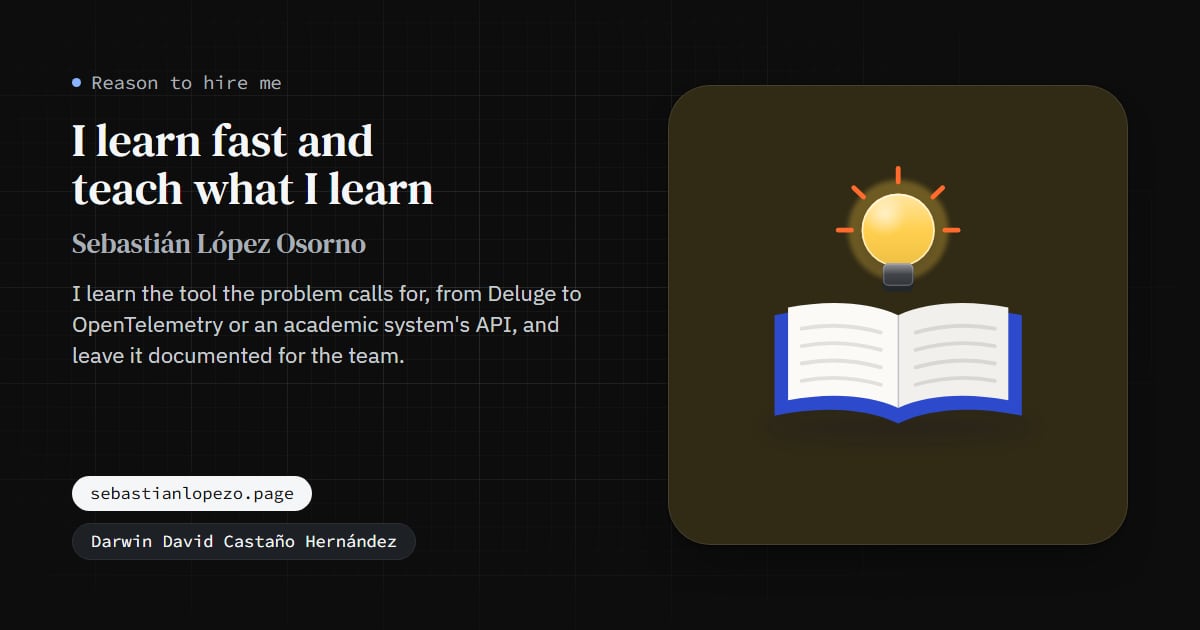 Reason to hire me
I learn fast and
teach what I learn
Sebastián López Osorno
I learn the tool the problem calls for, from Deluge to
OpenTelemetry or an academic system's API, and
leave it documented for the team.
sebastianlopezo.page
Darwin David Castaño Hernández